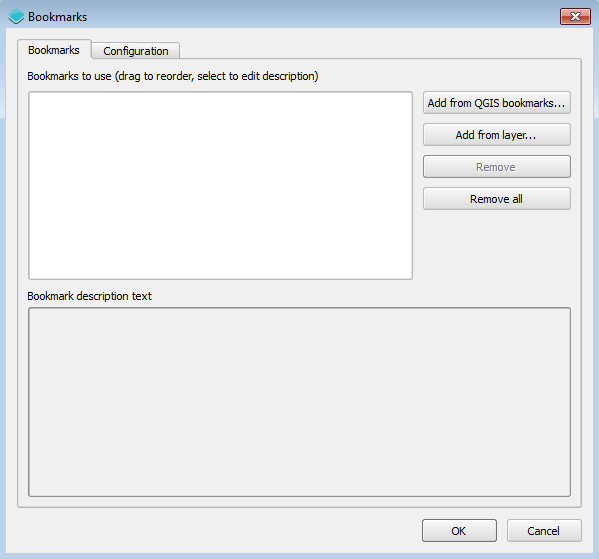 Bookmarks
Bookmarks
Configuration
Bookmarks to use (drag to reorder, select to edit description)
Add from QGIS bookmarks...
Add from layer...
Remove
Remove all
Bookmark description text
OK
Cancel